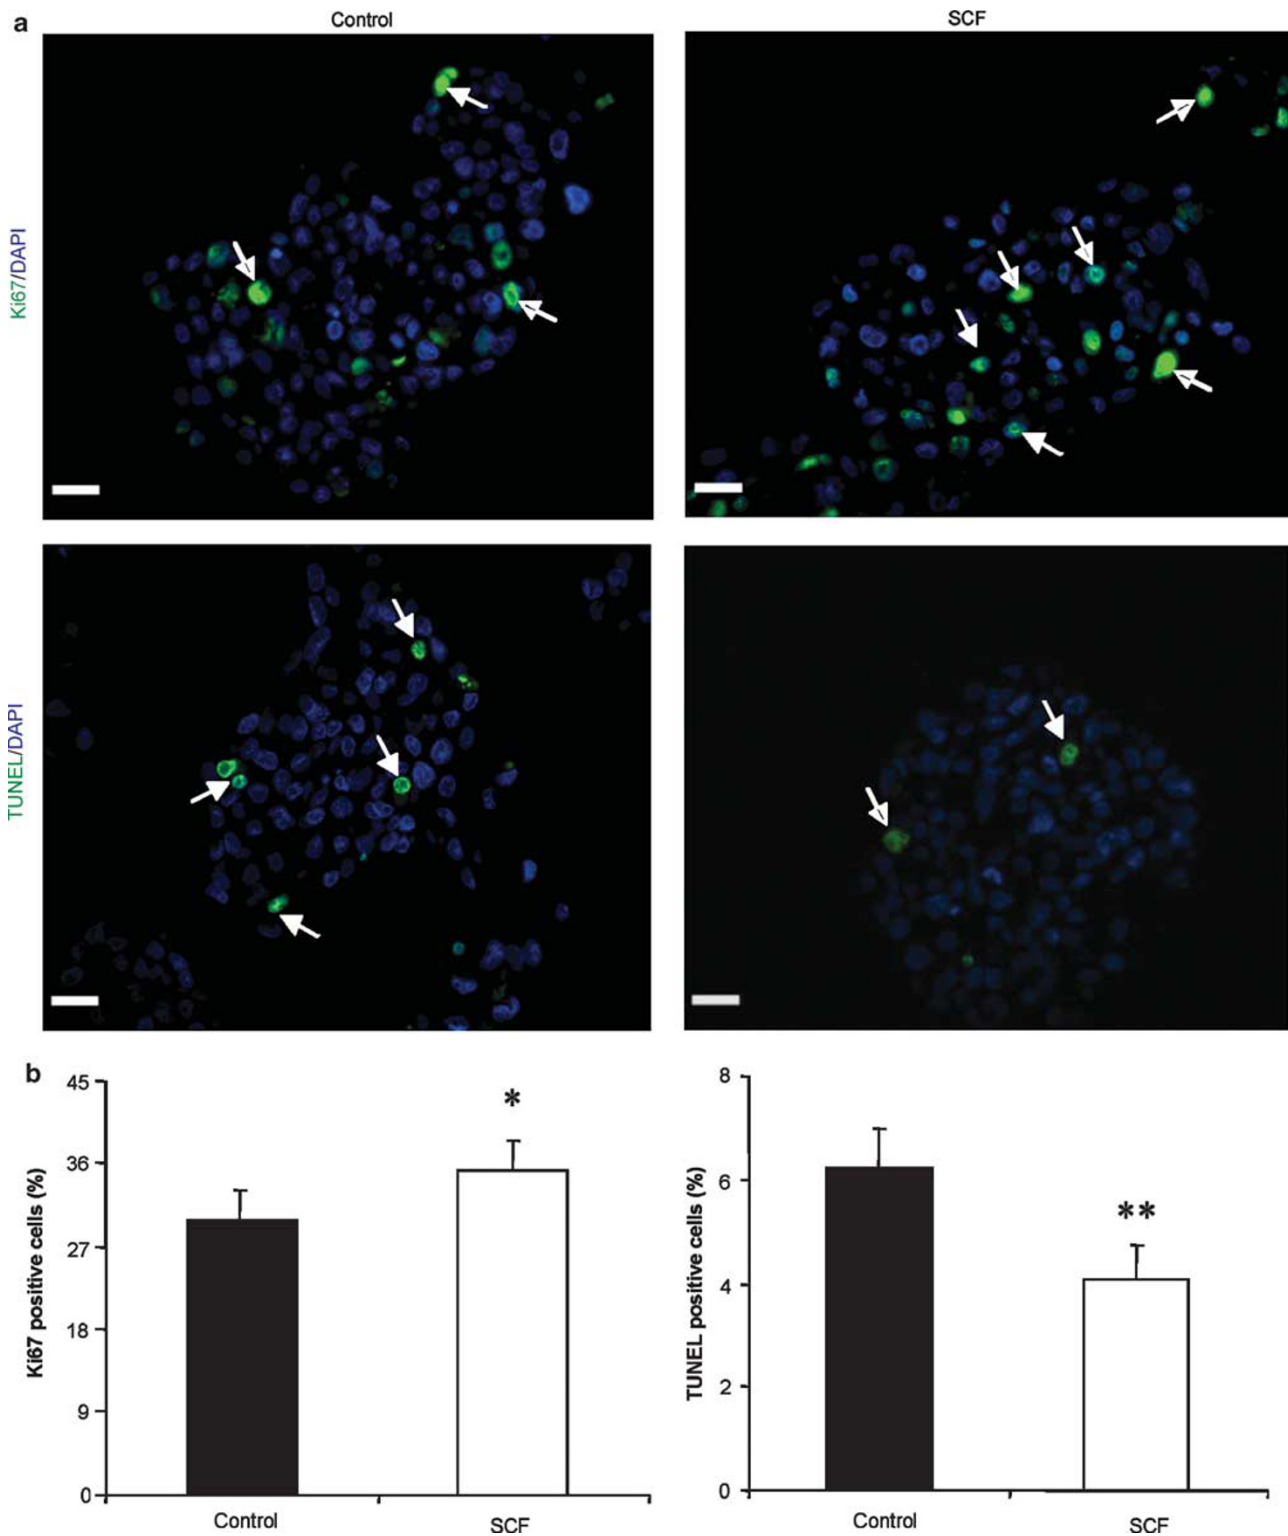 a
Control
SCF
Ki67/DAPI
TUNEL/DAPI
b
Ki67 positive cells (%)
45
36
27
18
9
0
*
Control
SCF
TUNEL positive cells (%)
8
6
4
2
0
**
Control
SCF